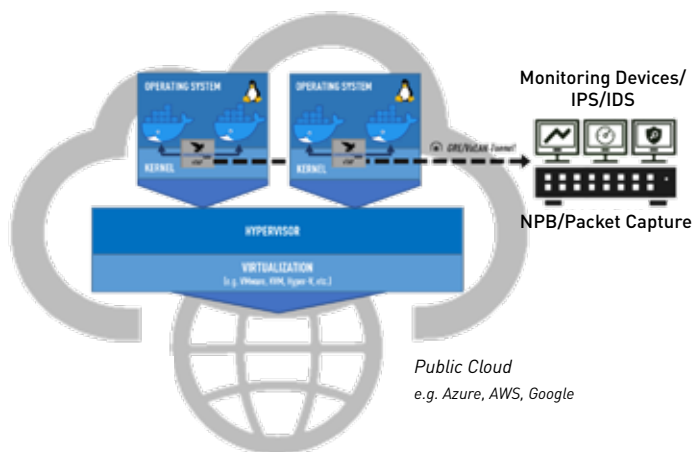 OPERATING SYSTEM
OPERATING SYSTEM
Monitoring Devices/
IPS/IDS
GRE/VxLAN-Tunnel
KERNEL
KERNEL
NPB/Packet Capture
HYPERVISOR
VIRTUALIZATION
(e.g. VMware, KVM, Hyper-V, etc.)
Public Cloud
e.g. Azure, AWS, Google